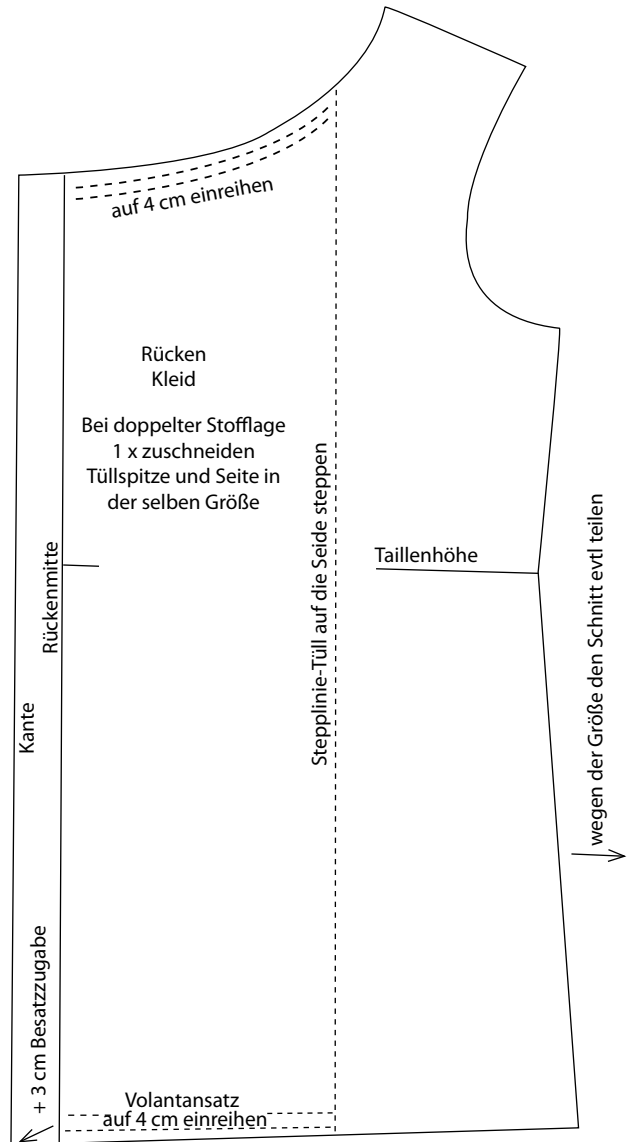 auf 4 cm einreihen
Rücken
Kleid
Bei doppelter Stofflage
1 x zuschneiden
Tüllspitze und Seite in
der selben Größe
Stepplinie-Tüll auf die Seide steppen
Taillenhöhe
wegen der Größe den Schnitt evtl teilen
Rückenmitte
Kante
+ 3 cm Besatzzugabe
Volantansatz
auf 4 cm einreihen